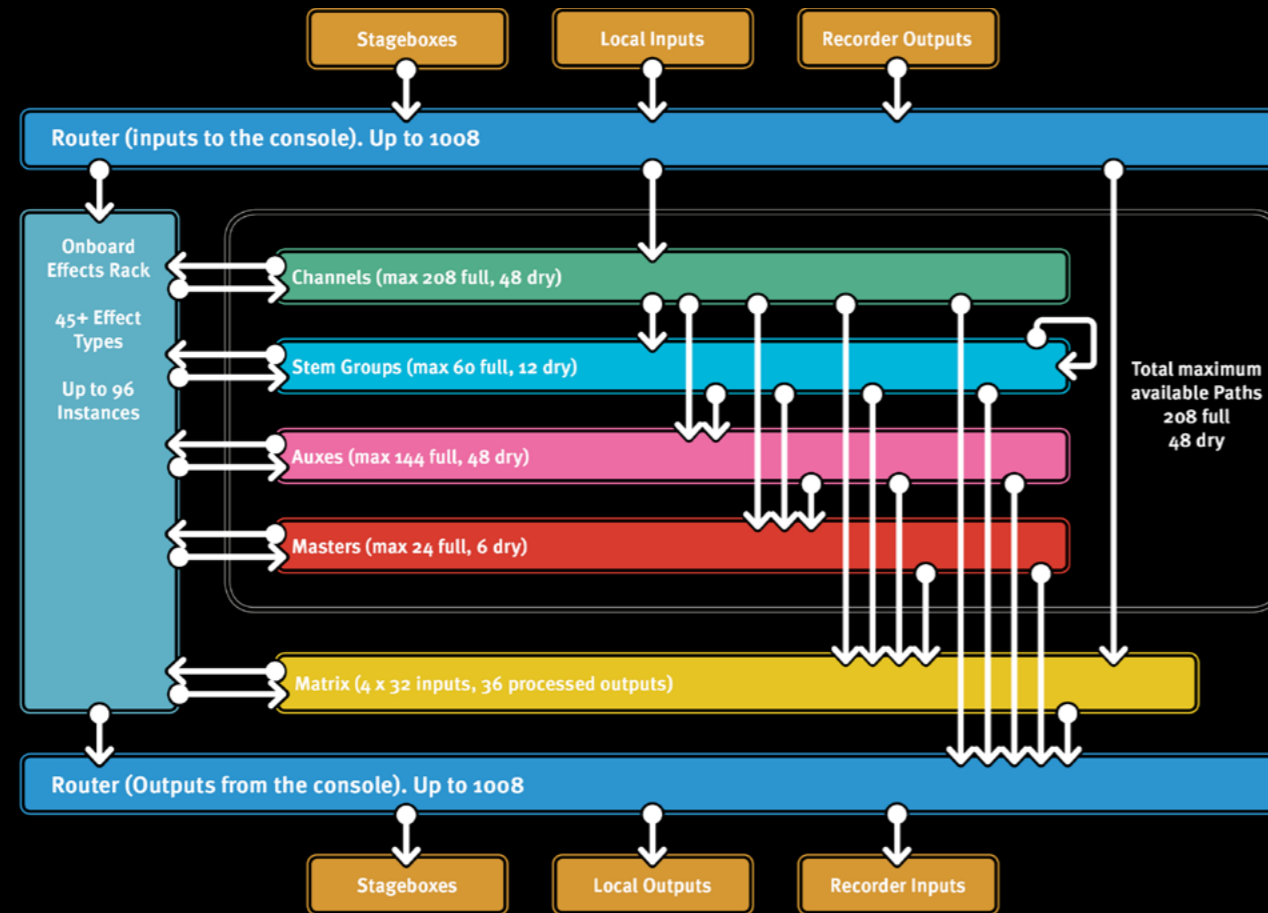 Stageboxes
Local Inputs
Recorder Outputs
Router (inputs to the console). Up to 1008
Onboard
Effects Rack
45+ Effect
Types
Up to 96
Instances
Channels (max 208 full, 48 dry)
Stem Groups (max 60 full, 12 dry)
Auxes (max 144 full, 48 dry)
Masters (max 24 full, 6 dry)
Total maximum
available Paths
208 full
48 dry
Matrix (4 x 32 inputs, 36 processed outputs)
Router (Outputs from the console). Up to 1008
Stageboxes
Local Outputs
Recorder Inputs